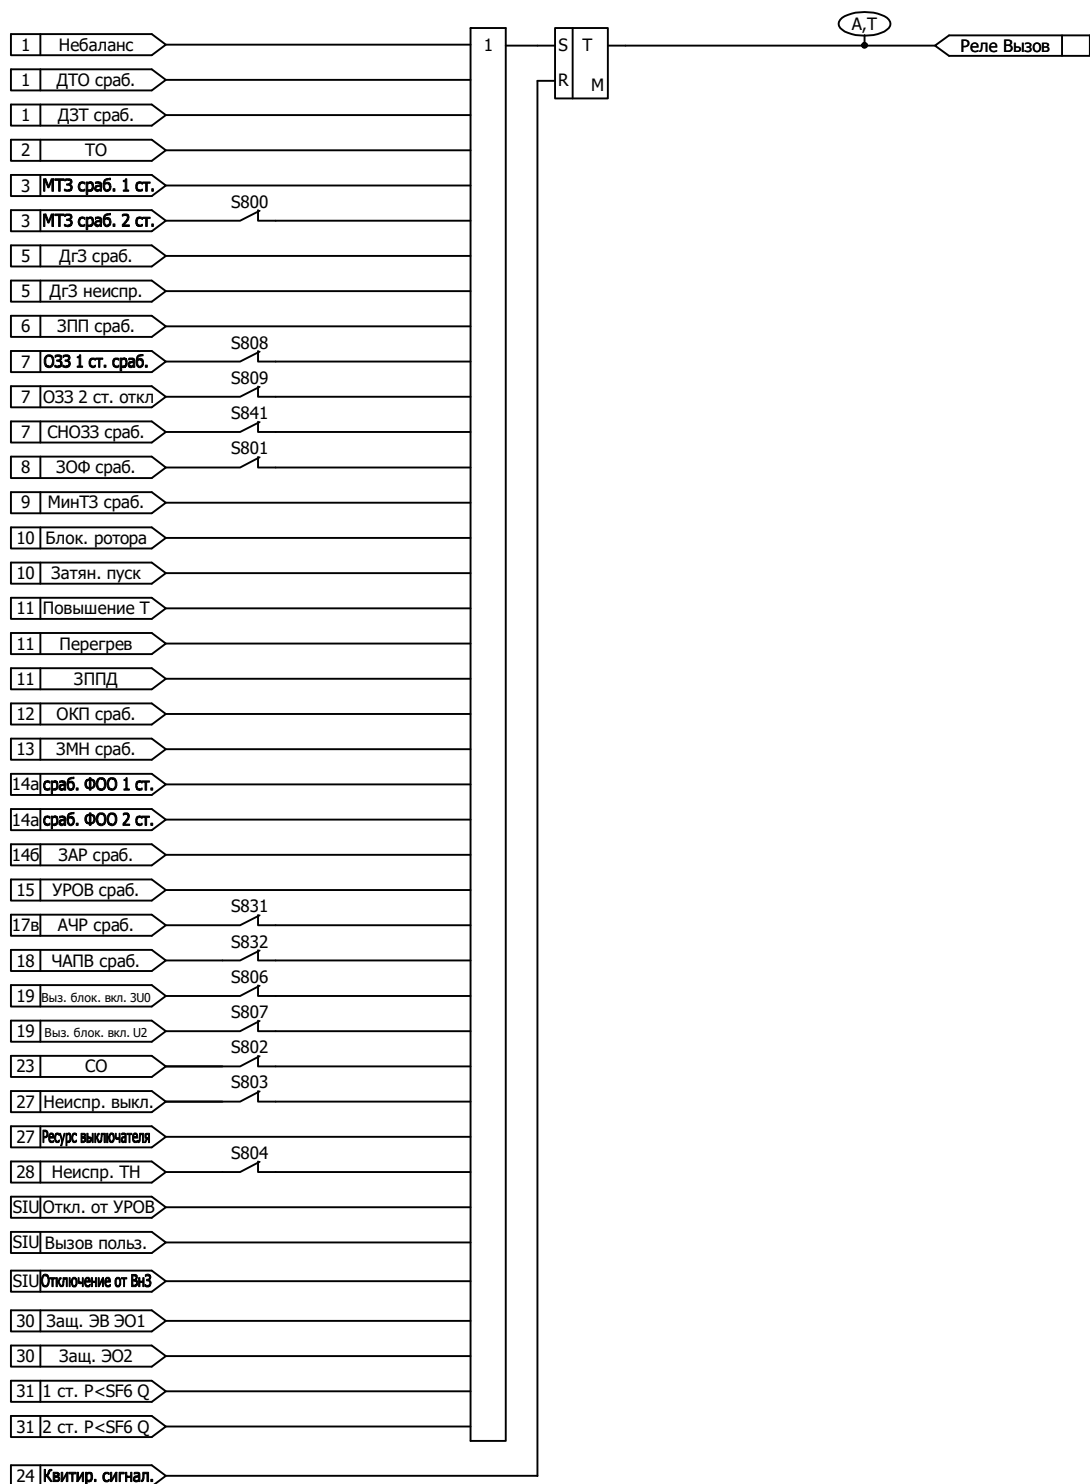 А,Т
1 Небаланс 1 S T Реле Вызов
1 ДТО сраб. R M
1 ДЗТ сраб.
2 ТО
3 МТЗ сраб. 1 ст.
S800
3 МТЗ сраб. 2 ст.
5 ДгЗ сраб.
5 ДгЗ неиспр.
6 ЗПП сраб.
S808
7 ОЗЗ 1 ст. сраб.
S809
7 ОЗЗ 2 ст. откл
S841
7 СНОЗЗ сраб.
S801
8 ЗОФ сраб.
9 МинТЗ сраб.
10 Блок. ротора
10 Затян. пуск
11 Повышение Т
11 Перегрев
11 ЗППД
12 ОКП сраб.
13 ЗМН сраб.
14а сраб. ФОО 1 ст.
14а сраб. ФОО 2 ст.
14б ЗАР сраб.
15 УРОВ сраб.
S831
17в АЧР сраб.
S832
18 ЧАПВ сраб.
S806
19 Выз. блок. вкл. 3U0
S807
19 Выз. блок. вкл. U2
S802
23 СО
S803
27 Неиспр. выкл.
27 Ресурс выключателя
S804
28 Неиспр. ТН
SIU Откл. от УРОВ
SIU Вызов польз.
SIU Отключение от ВнЗ
30 Защ. ЭВ ЭО1
30 Защ. ЭО2
31 1 ст. P<SF6 Q
31 2 ст. P<SF6 Q
24 Квитир. сигнал.